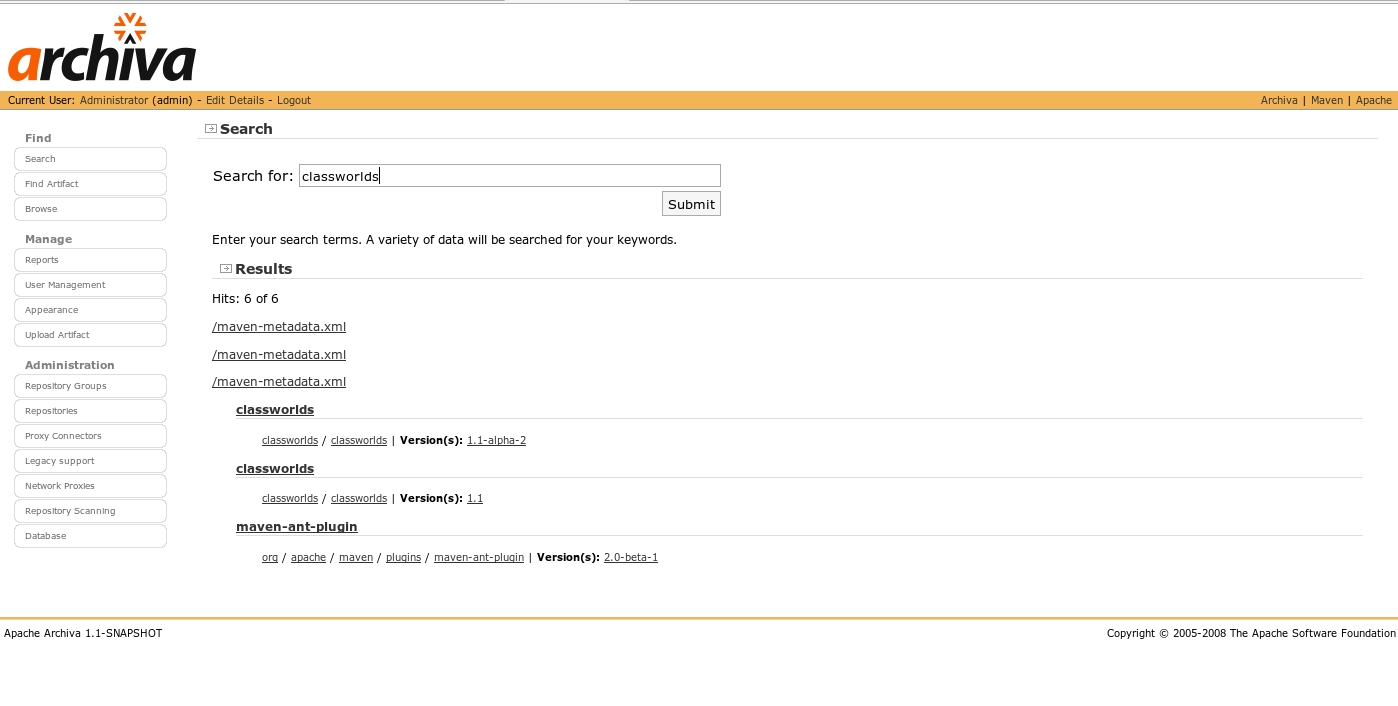 archiva
Current User: Administrator (admin) - Edit Details - Logout
Archiva | Maven | Apache
Find
Search
Find Artifact
Browse
Manage
Reports
User Management
Appearance
Upload Artifact
Administration
Repository Groups
Repositories
Proxy Connectors
Legacy support
Network Proxies
Repository Scanning
Database
Search
Search for: classworlds
Submit
Enter your search terms. A variety of data will be searched for your keywords.
Results
Hits: 6 of 6
/maven-metadata.xml
/maven-metadata.xml
/maven-metadata.xml
classworlds
classworlds / classworlds | Version(s): 1.1-alpha-2
classworlds
classworlds / classworlds | Version(s): 1.1
maven-ant-plugin
org / apache / maven / plugins / maven-ant-plugin | Version(s): 2.0-beta-1
Apache Archiva 1.1-SNAPSHOT
Copyright © 2005-2008 The Apache Software Foundation